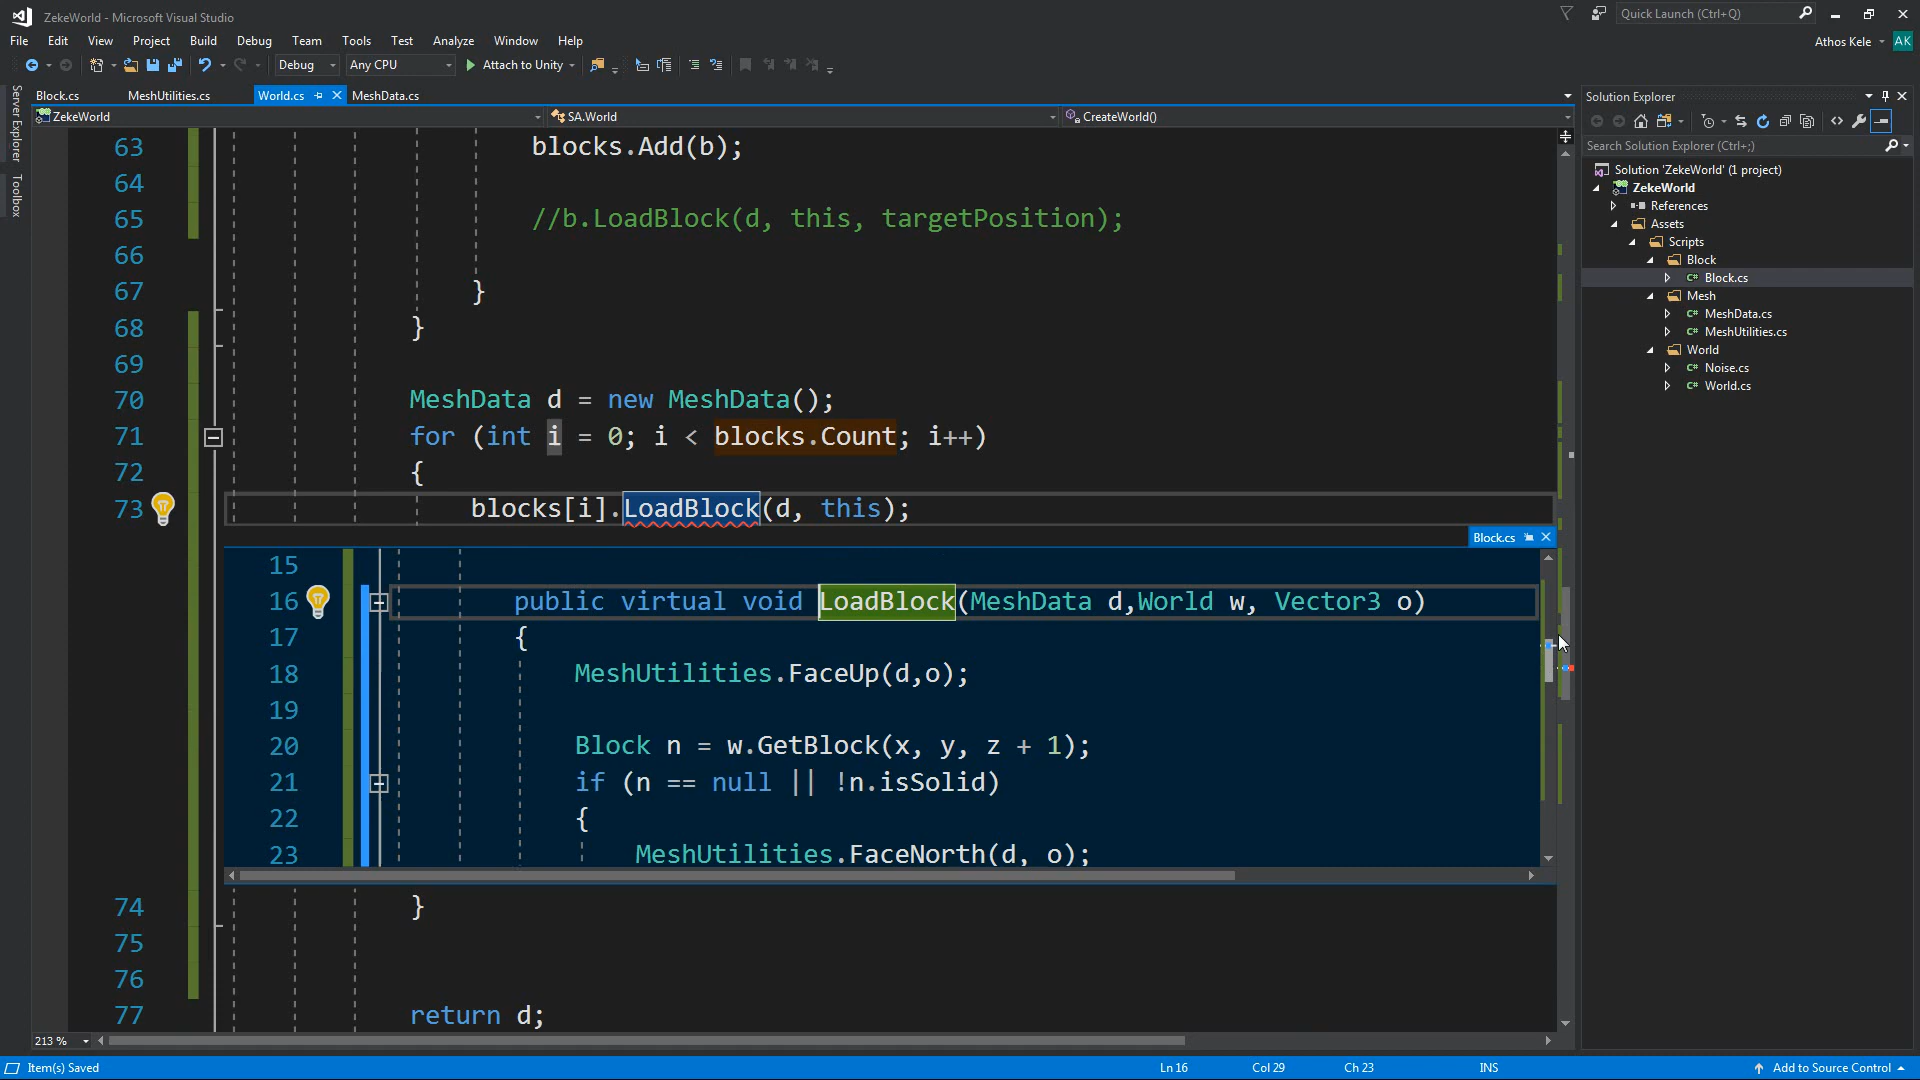 ZekeWorld - Microsoft Visual Studio
Quick Launch (Ctrl+Q)
File Edit View Project Build Debug Team Tools Test Analyze Window Help
Athos Kele AK
Debug Any CPU Attach to Unity
Server Explorer
Toolbox
Block.cs MeshUtilities.cs World.cs MeshData.cs
ZekeWorld SA.World CreateWorld()
63 blocks.Add(b);
64
65 //b.LoadBlock(d, this, targetPosition);
66
67 }
68 }
69
70 MeshData d = new MeshData();
71 for (int i = 0; i < blocks.Count; i++)
72 {
73 blocks[i].LoadBlock(d, this);
Block.cs
15
16 public virtual void LoadBlock(MeshData d,World w, Vector3 o)
17 {
18 MeshUtilities.FaceUp(d,o);
19
20 Block n = w.GetBlock(x, y, z + 1);
21 if (n == null || !n.isSolid)
22 {
23 MeshUtilities.FaceNorth(d, o);
74 }
75
76
77 return d;
213 %
Solution Explorer
Search Solution Explorer (Ctrl+;)
Solution 'ZekeWorld' (1 project)
ZekeWorld
References
Assets
Scripts
Block
C# Block.cs
Mesh
C# MeshData.cs
C# MeshUtilities.cs
World
C# Noise.cs
C# World.cs
Item(s) Saved Ln 16 Col 29 Ch 23 INS Add to Source Control